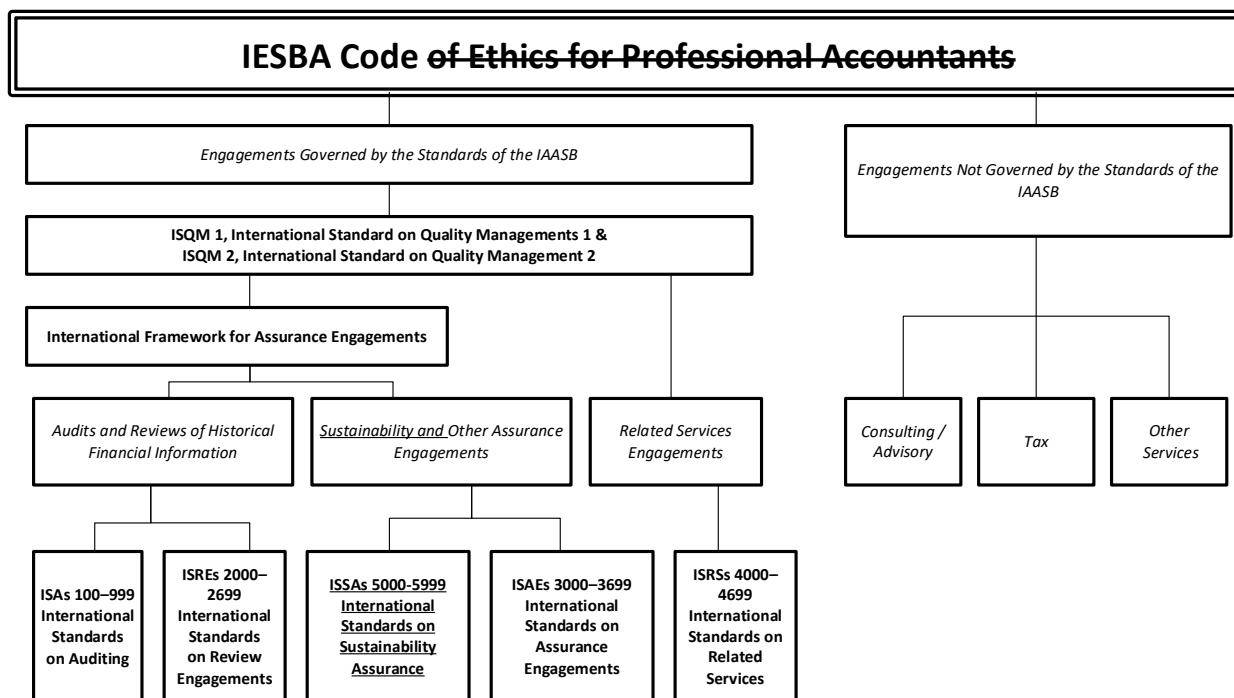 IESBA Code of Ethics for Professional Accountants
Engagements Governed by the Standards of the IAASB
Engagements Not Governed by the Standards of the
IAASB
ISQM 1, International Standard on Quality Managements 1 &
ISQM 2, International Standard on Quality Management 2
International Framework for Assurance Engagements
Audits and Reviews of Historical
Financial Information
Sustainability and Other Assurance
Engagements
Related Services
Engagements
Consulting /
Advisory
Tax
Other
Services
ISAs 100–999
International
Standards
on Auditing
ISREs 2000–
2699
International
Standards
on Review
Engagements
ISSAs 5000-5999
International
Standards on
Sustainability
Assurance
ISAEs 3000–3699
International
Standards on
Assurance
Engagements
ISRSs 4000–
4699
International
Standards on
Related
Services